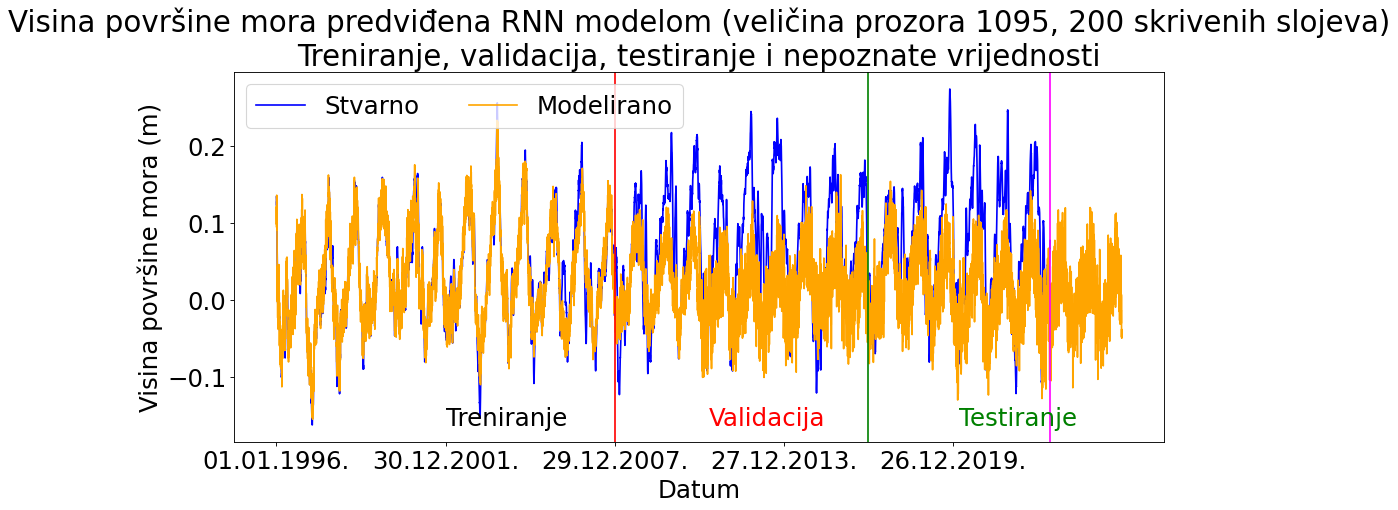 Visina površine mora predviđena RNN modelom (veličina prozora 1095, 200 skrivenih slojeva)
Treniranje, validacija, testiranje i nepoznate vrijednosti
Stvarno
Modelirano
Visina površine mora (m)
0.2
0.1
0.0
−0.1
Treniranje
Validacija
Testiranje
01.01.1996.
30.12.2001.
29.12.2007.
27.12.2013.
26.12.2019.
Datum